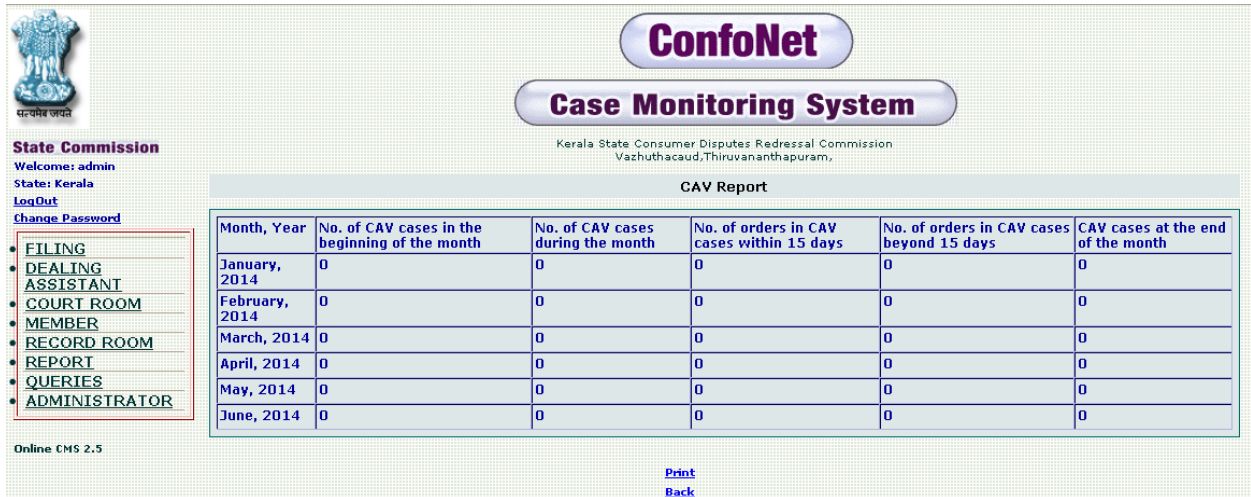 सत्यमेव जयते
State Commission
Welcome: admin
State: Kerala
LogOut
Change Password
FILING
DEALING
ASSISTANT
COURT ROOM
MEMBER
RECORD ROOM
REPORT
QUERIES
ADMINISTRATOR
Online CMS 2.5
ConfoNet
Case Monitoring System
Kerala State Consumer Disputes Redressal Commission
Vazhuthacaud,Thiruvananthapuram,
CAV Report
Month, Year No. of CAV cases in the beginning of the month No. of CAV cases during the month No. of orders in CAV cases within 15 days No. of orders in CAV cases beyond 15 days CAV cases at the end of the month
January, 2014 0 0 0 0 0
February, 2014 0 0 0 0 0
March, 2014 0 0 0 0 0
April, 2014 0 0 0 0 0
May, 2014 0 0 0 0 0
June, 2014 0 0 0 0 0
Print
Back